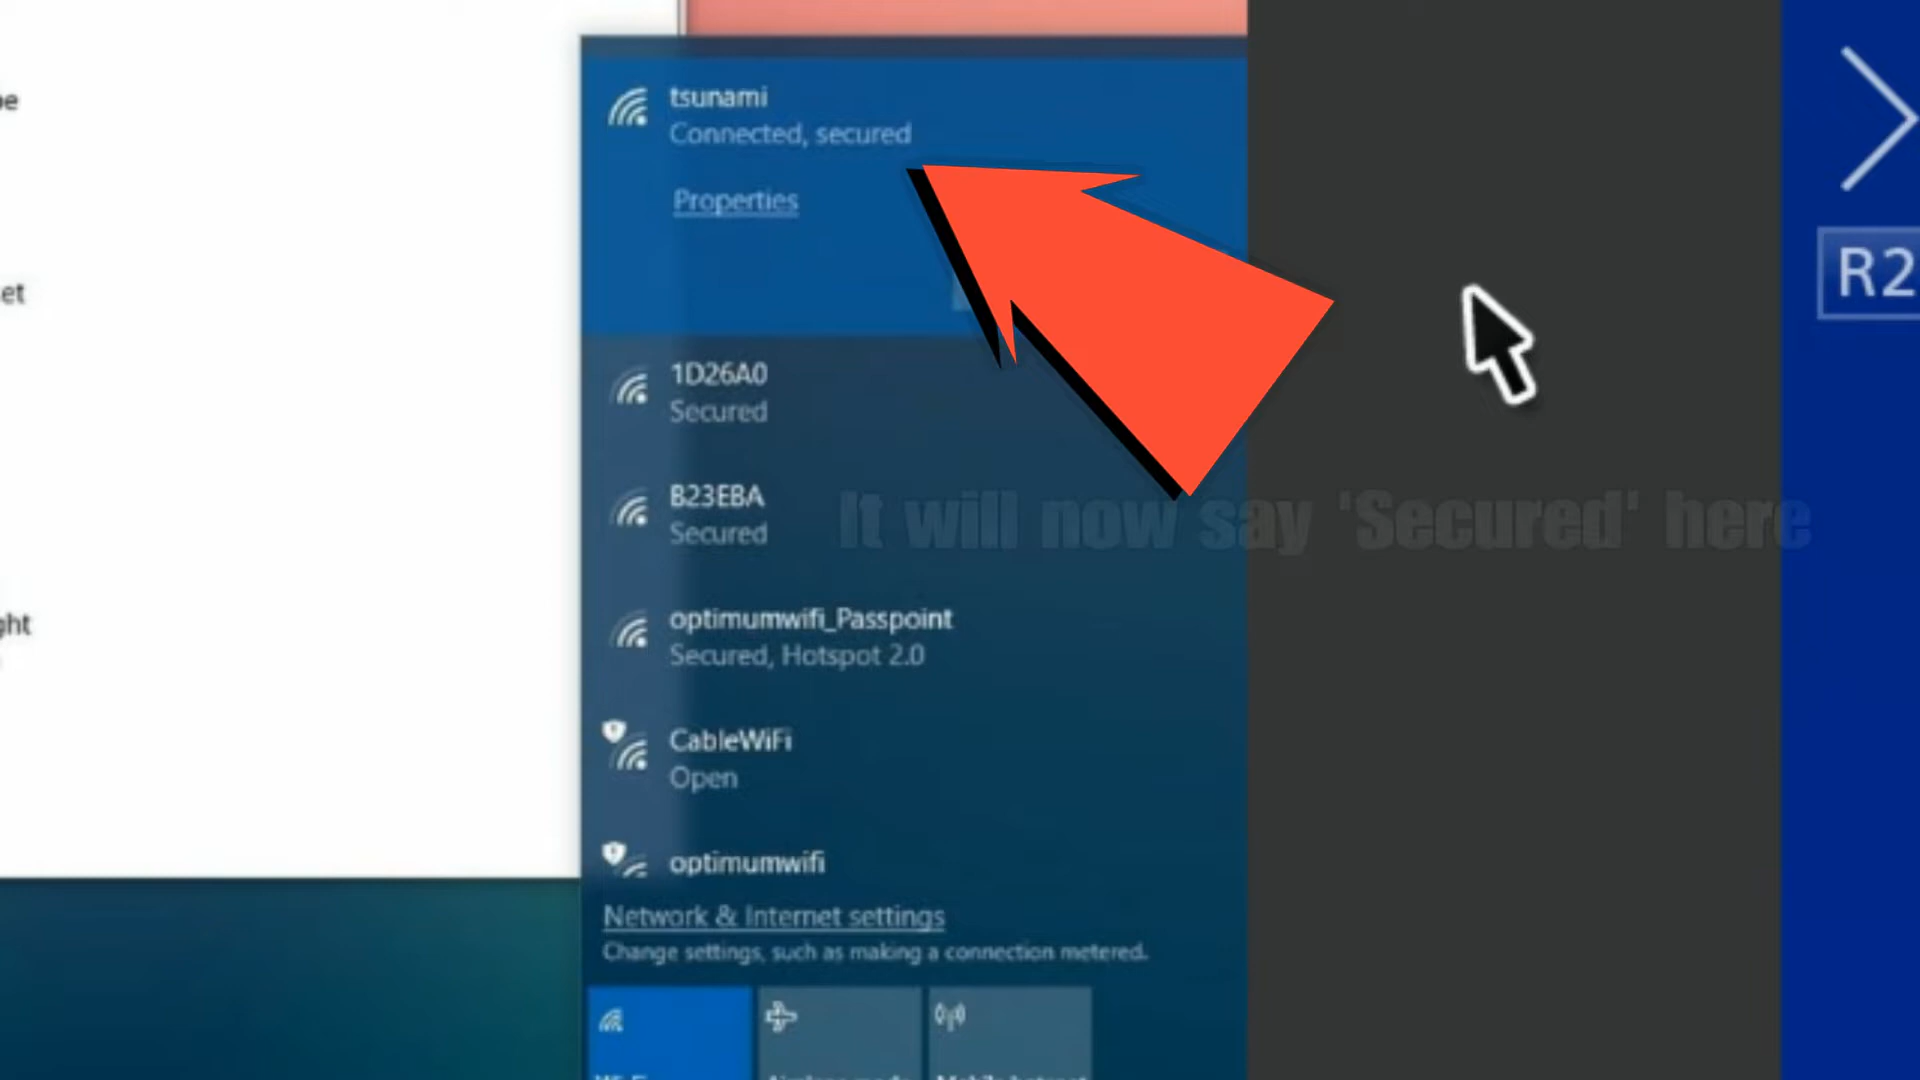 tsunami
Connected, secured
Properties
1D26A0
Secured
B23EBA
Secured
optimumwifi_Passpoint
Secured, Hotspot 2.0
CableWiFi
Open
optimumwifi
Network & Internet settings
Change settings, such as making a connection metered.
It will now say 'Secured' here
R2
et